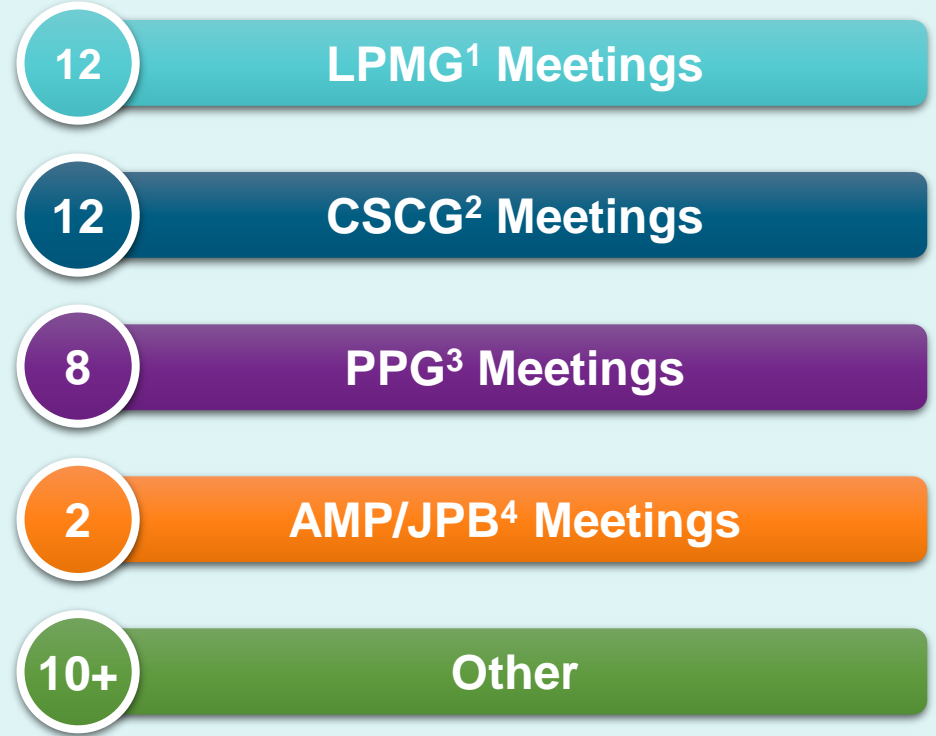 12 LPMG¹ Meetings
12 CSCG² Meetings
8 PPG³ Meetings
2 AMP/JPB⁴ Meetings
10+ Other